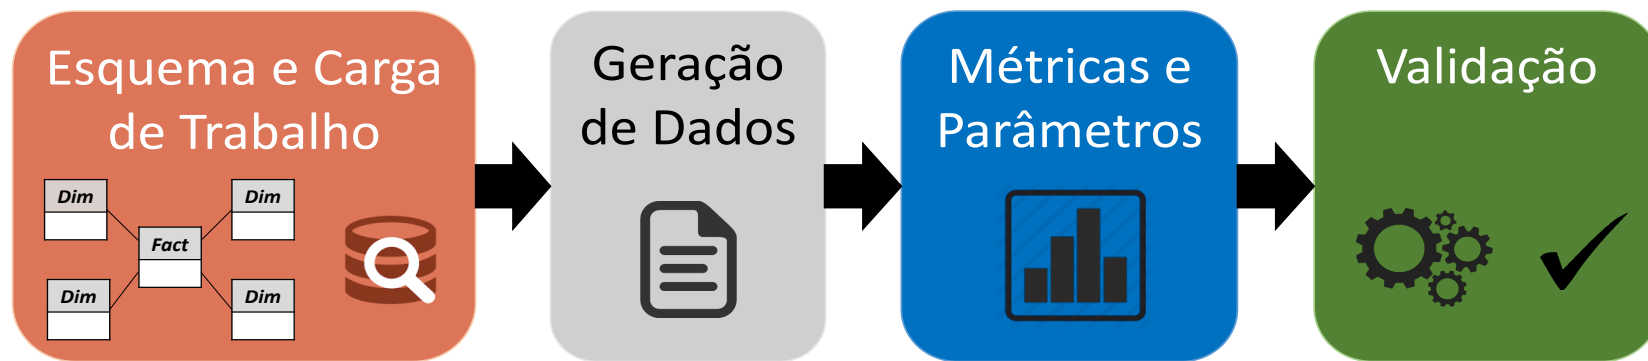 Esquema e Carga
de Trabalho
Dim
Dim
Fact
Dim
Dim
Geração
de Dados
Métricas e
Parâmetros
Validação